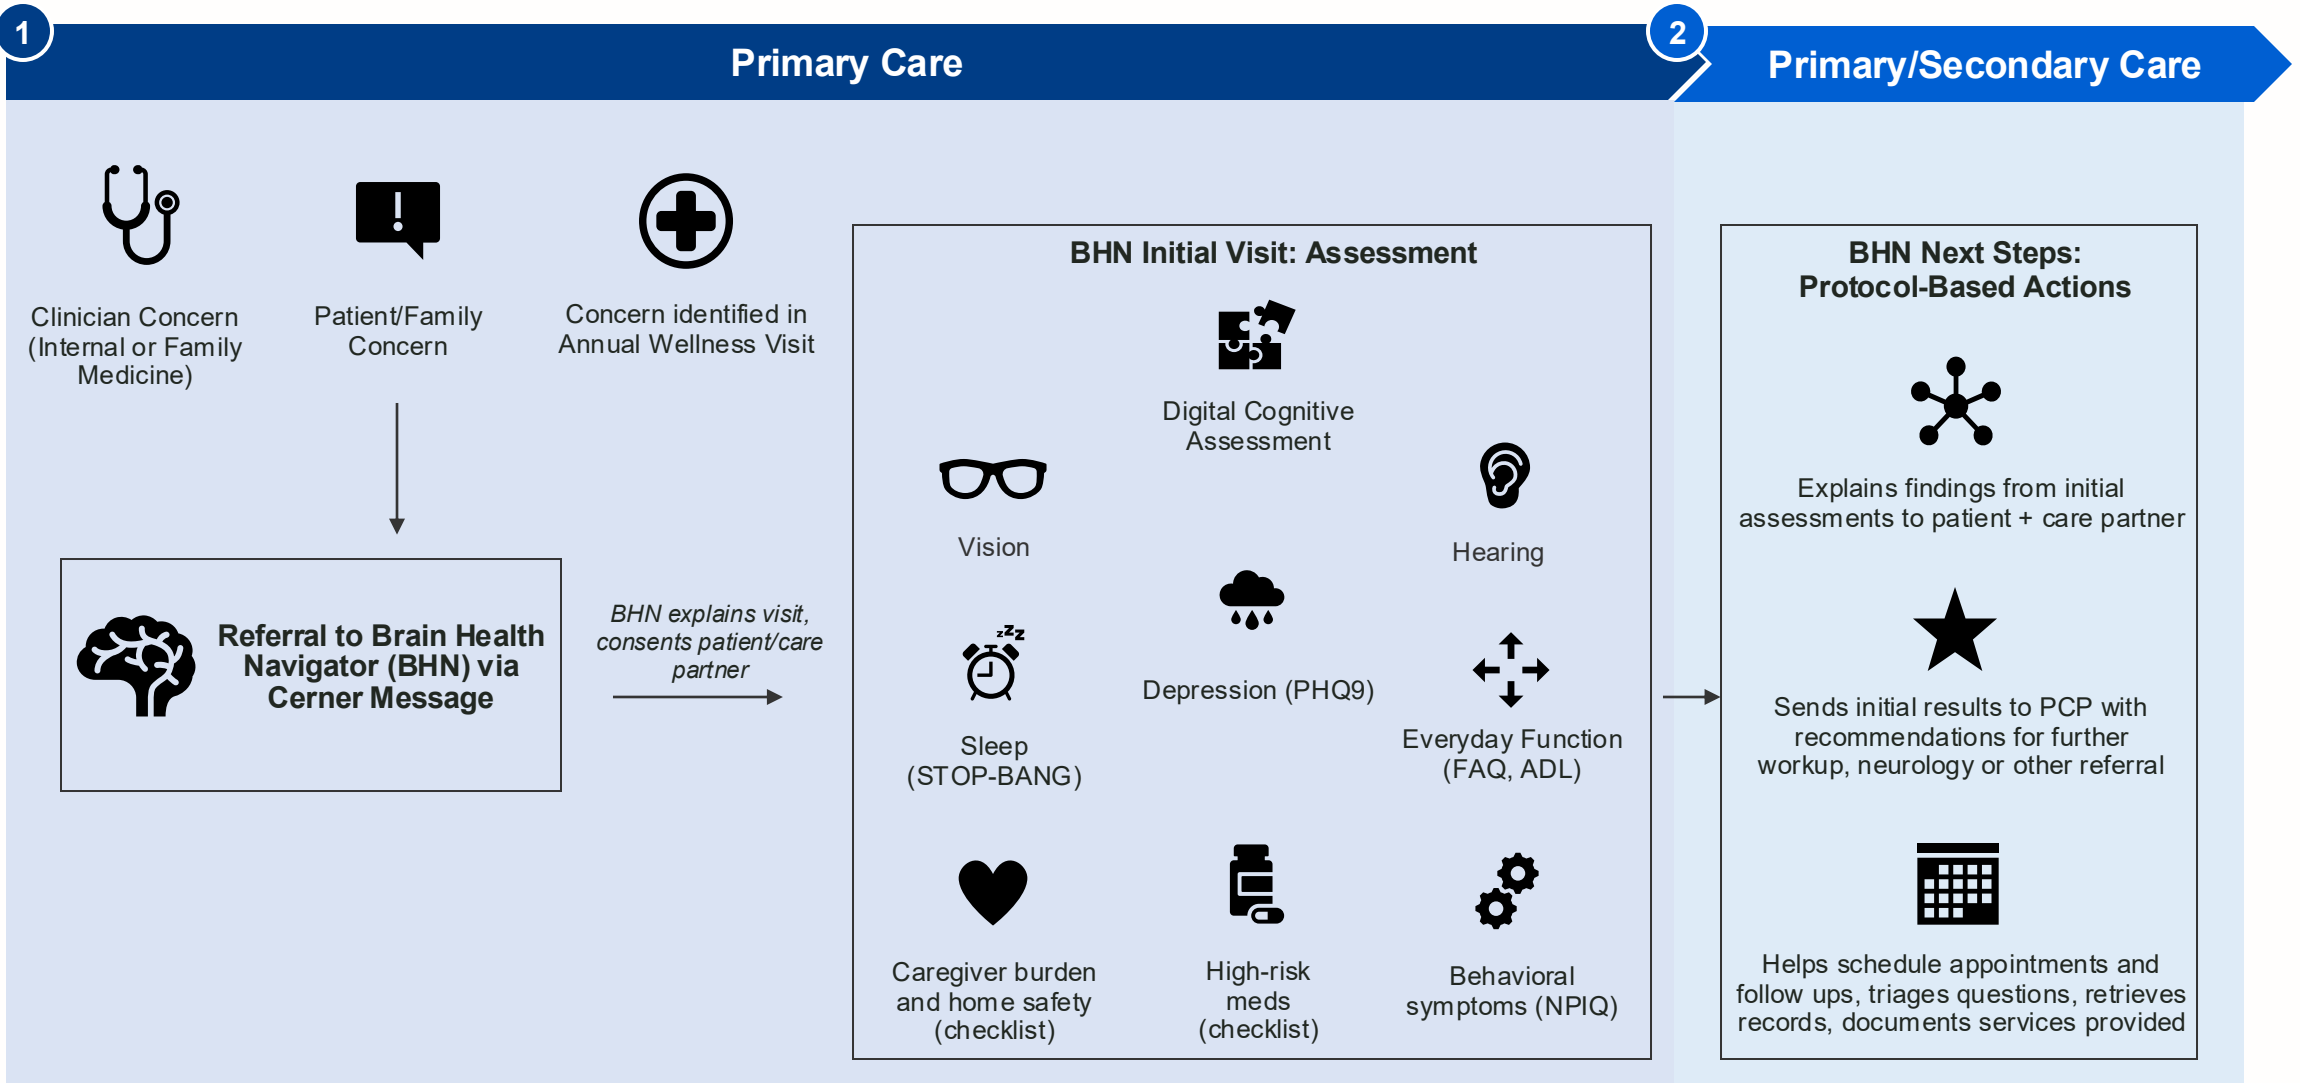 1
Primary Care
2
Primary/Secondary Care
Clinician Concern
(Internal or Family
Medicine)
Patient/Family
Concern
Concern identified in
Annual Wellness Visit
Referral to Brain Health
Navigator (BHN) via
Cerner Message
BHN explains visit,
consents patient/care
partner
BHN Initial Visit: Assessment
Digital Cognitive
Assessment
Vision
Hearing
Depression (PHQ9)
zzz
Sleep
(STOP-BANG)
Everyday Function
(FAQ, ADL)
Caregiver burden
and home safety
(checklist)
High-risk
meds
(checklist)
Behavioral
symptoms (NPIQ)
BHN Next Steps:
Protocol-Based Actions
Explains findings from initial
assessments to patient + care partner
Sends initial results to PCP with
recommendations for further
workup, neurology or other referral
Helps schedule appointments and
follow ups, triages questions, retrieves
records, documents services provided